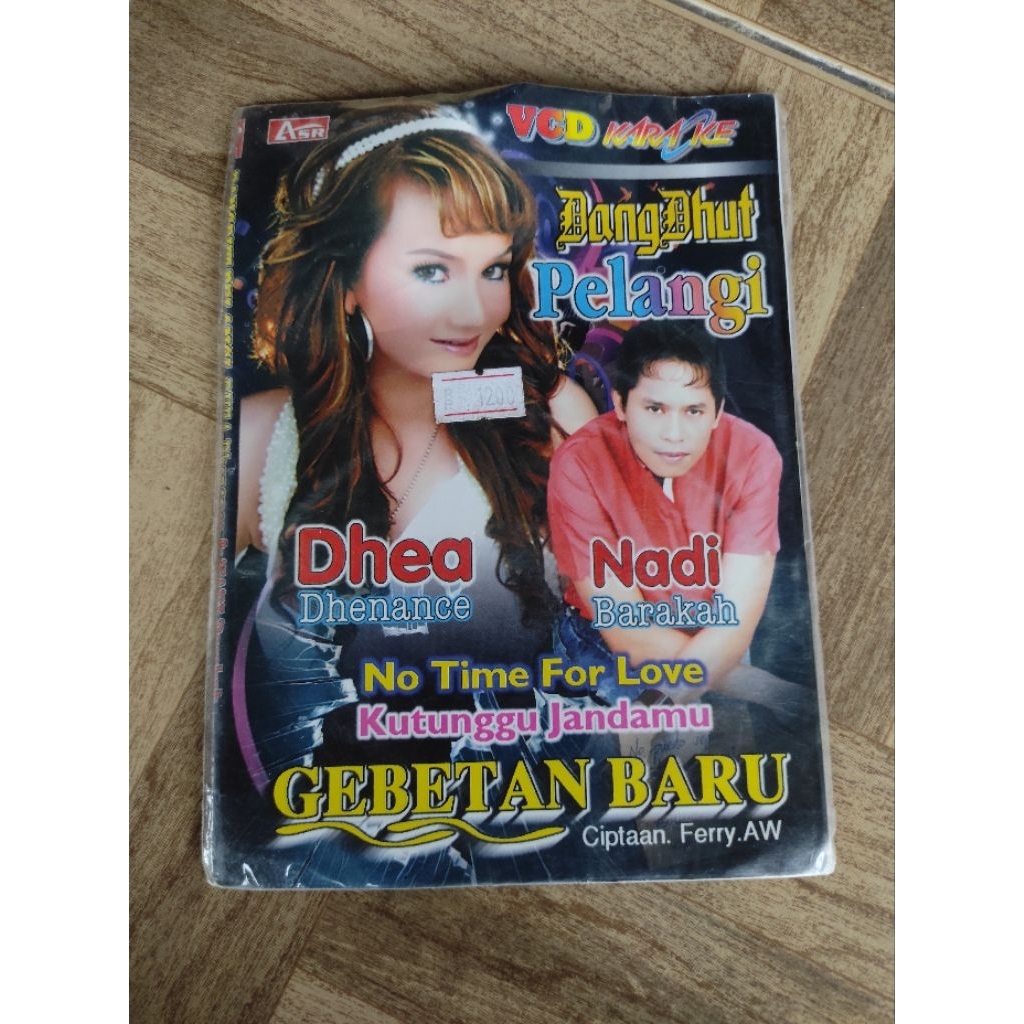 ASR
VCD KARAOKE
DangDhut
Pelangi
1200
Dhea
Dhenance
Nadi
Barakah
No Time For Love
Kutunggu Jandamu
GEBETAN BARU
Ciptaan. Ferry.AW